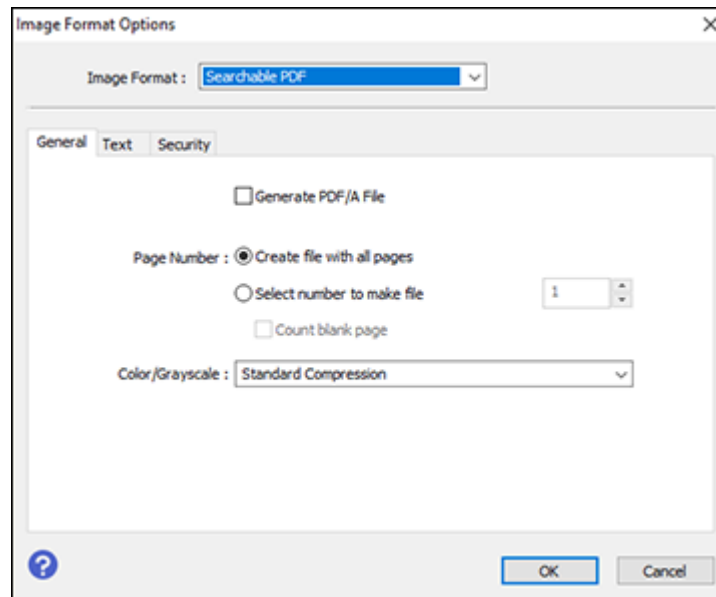 Image Format Options
Image Format : Searchable PDF
General Text Security
Generate PDF/A File
Page Number : Create file with all pages
Select number to make file 1
Count blank page
Color/Grayscale : Standard Compression
?
OK Cancel